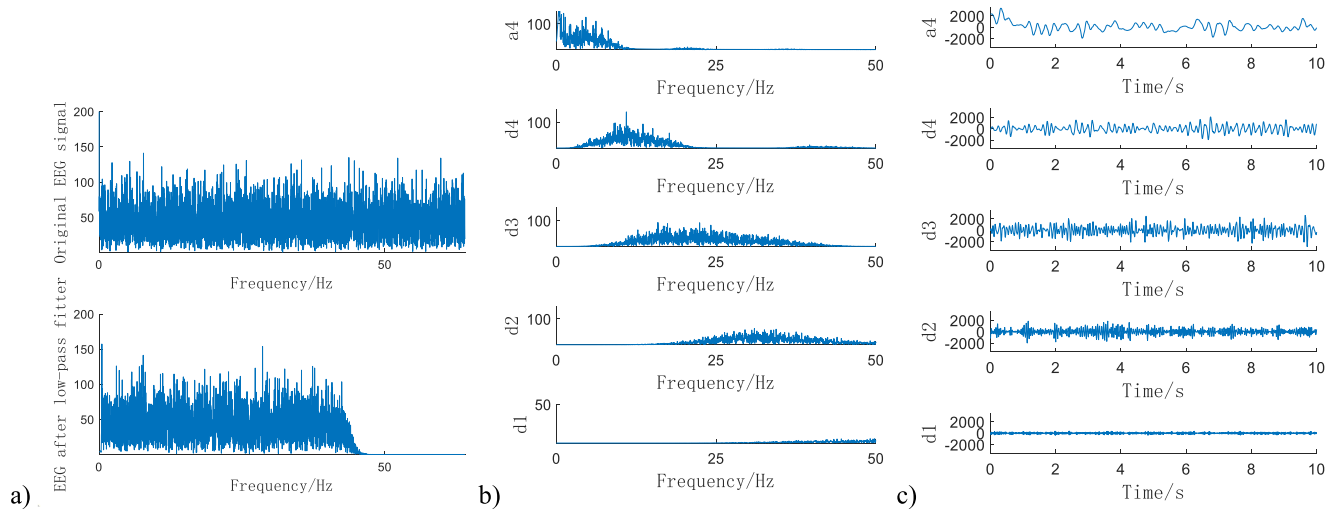 Original EEG signal
200
150
100
50
0
50
Frequency/Hz
EEG after low-pass fitter
200
150
100
50
0
50
Frequency/Hz
a)
a4
100
0
25
50
Frequency/Hz
d4
100
0
25
50
Frequency/Hz
d3
100
0
25
50
Frequency/Hz
d2
100
0
25
50
Frequency/Hz
d1
50
0
25
50
Frequency/Hz
b)
a4
2000
0
-2000
0 2 4 6 8 10
Time/s
d4
2000
0
-2000
0 2 4 6 8 10
Time/s
d3
2000
0
-2000
0 2 4 6 8 10
Time/s
d2
2000
0
-2000
0 2 4 6 8 10
Time/s
d1
2000
0
-2000
0 2 4 6 8 10
Time/s
c)